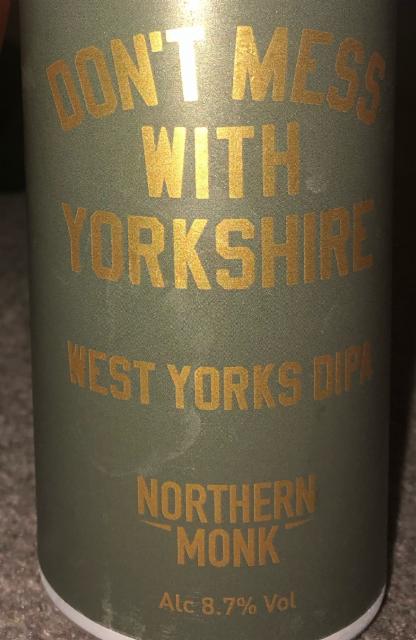 DON'T MESS
WITH
YORKSHIRE
WEST YORKS DIPA
NORTHERN
MONK
Alc 8.7% Vol